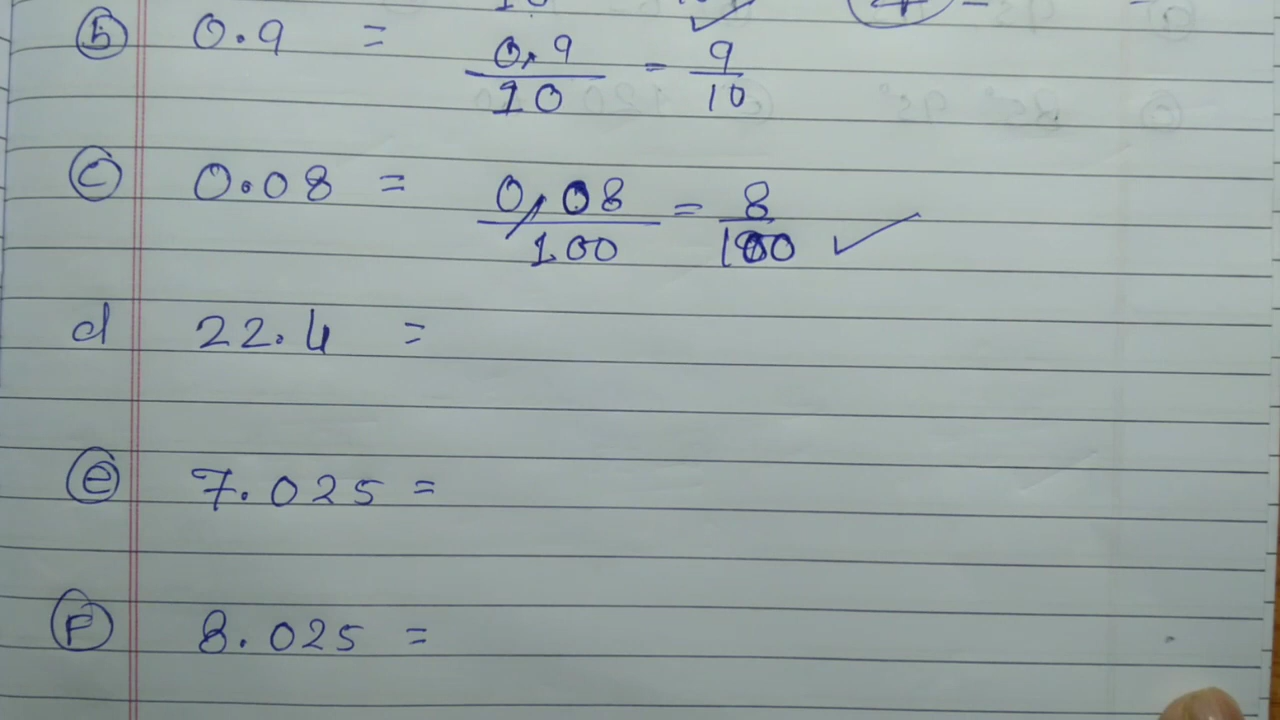 b 0.9 = 0.9/10 = 9/10
c 0.08 = 0.08/100 = 8/100 ✓
d 22.4 =
e 7.025 =
F 8.025 =